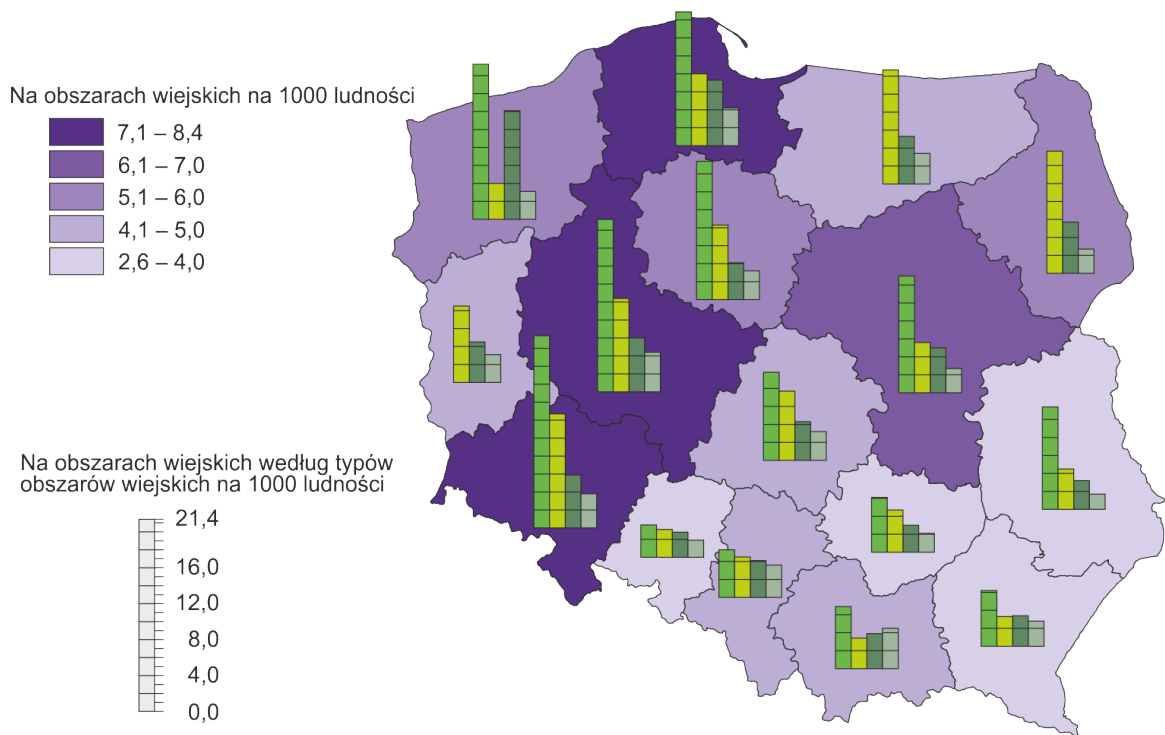 Na obszarach wiejskich na 1000 ludności
7,1 – 8,4
6,1 – 7,0
5,1 – 6,0
4,1 – 5,0
2,6 – 4,0
Na obszarach wiejskich według typów
obszarów wiejskich na 1000 ludności
21,4
16,0
12,0
8,0
4,0
0,0